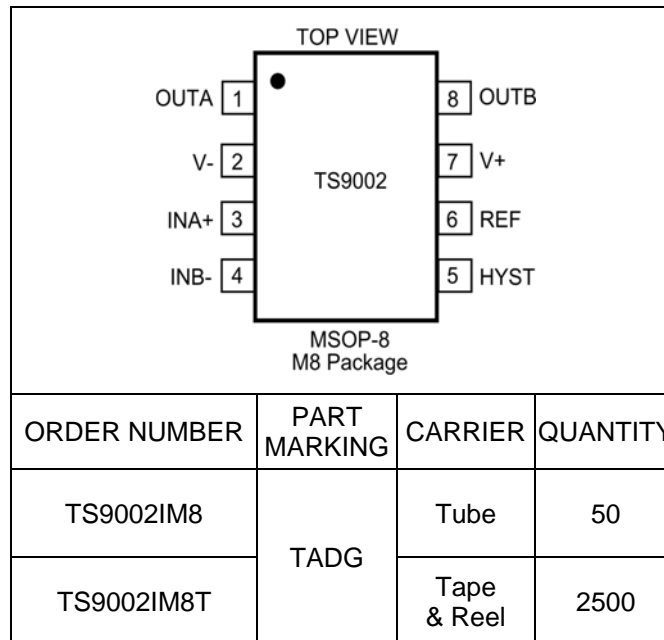 TOP VIEW
OUTA 1 8 OUTB
V- 2 7 V+
TS9002
INA+ 3 6 REF
INB- 4 5 HYST
MSOP-8
M8 Package
ORDER NUMBER PART MARKING CARRIER QUANTITY
TS9002IM8 Tube 50
TADG
TS9002IM8T Tape & Reel 2500